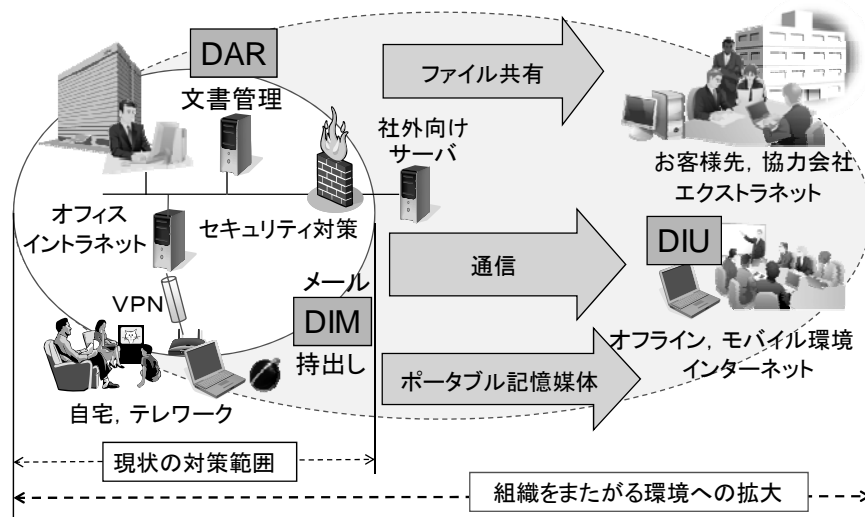 DAR
文書管理
ファイル共有
社外向け
サーバ
お客様先, 協力会社
エクストラネット
オフィス
イントラネット
セキュリティ対策
通信
DIU
VPN
メール
DIM
持出し
オフライン, モバイル環境
インターネット
ポータブル記憶媒体
自宅, テレワーク
現状の対策範囲
組織をまたがる環境への拡大